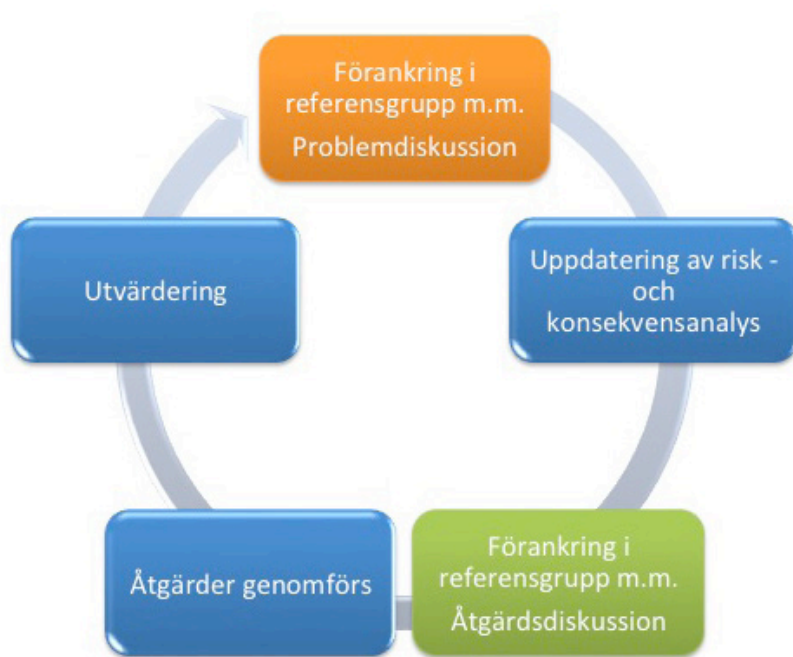 Förankring i
referensgrupp m.m.
Problemdiskussion
Uppdatering av risk -
och
konsekvensanalys
Förankring i
referensgrupp m.m.
Åtgärdsdiskussion
Åtgärder genomförs
Utvärdering